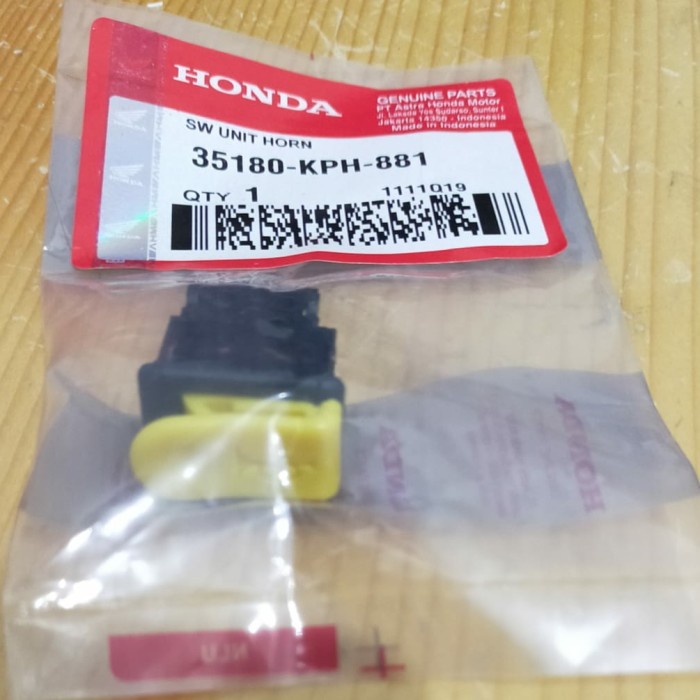 HONDA
GENUINE PARTS
PT Astra Honda Motor
Jl. Laksda Yos Sudarso, Sunter I
Jakarta 14350 - Indonesia
Made in Indonesia
SW UNIT HORN
35180-KPH-881
QTY 1
1111Q19
HONDA